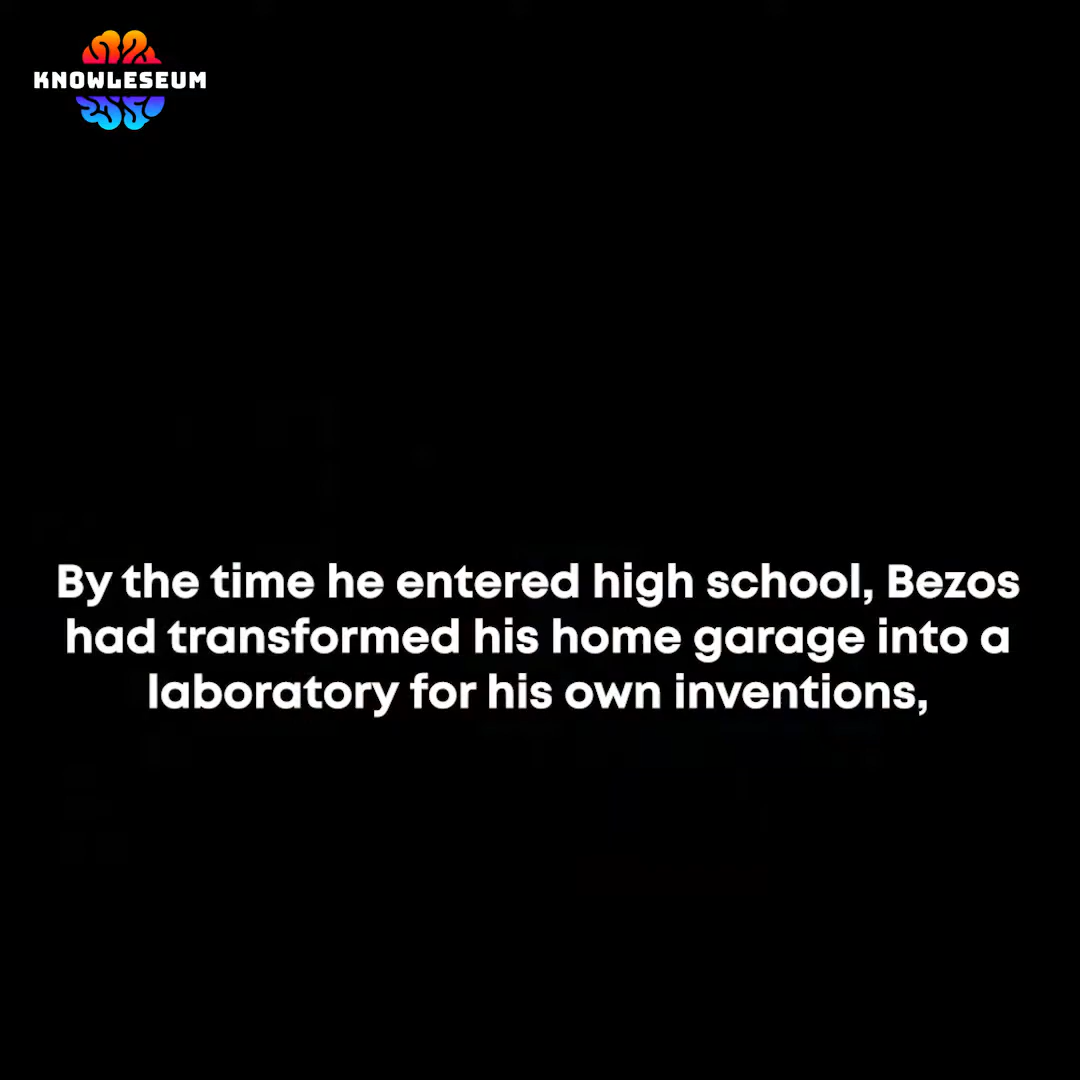 KNOWLESEUM
By the time he entered high school, Bezos
had transformed his home garage into a
laboratory for his own inventions,